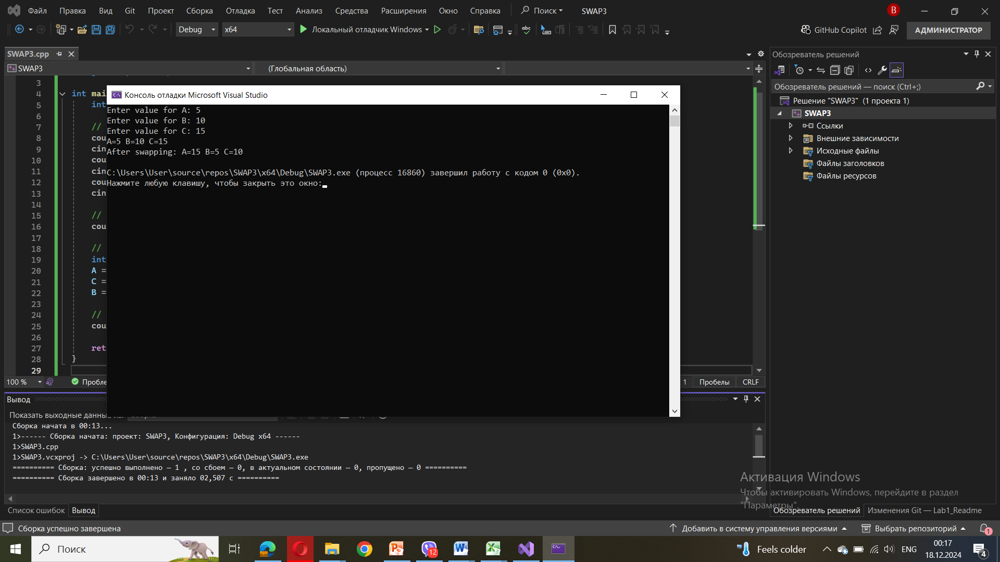 Файл Правка Вид Git Проект Сборка Отладка Тест Анализ Средства Расширения Окно Справка Поиск SWAP3 B
Debug x64 Локальный отладчик Windows abc GitHub Copilot АДМИНИСТРАТОР
SWAP3.cpp
SWAP3 (Глобальная область)
3
4 int mai
5 int
6
7 //
8 cou
9 cin
10 cou
11 cin
12 cou
13 cin
14
15 //
16 cou
17
18 //
19 int
20 A =
21 C =
22 B =
23
24 //
25 cou
26
27 ret
28 }
29
Консоль отладки Microsoft Visual Studio
Enter value for A: 5
Enter value for B: 10
Enter value for C: 15
A=5 B=10 C=15
After swapping: A=15 B=5 C=10
C:\Users\User\source\repos\SWAP3\x64\Debug\SWAP3.exe (процесс 16860) завершил работу с кодом 0 (0x0).
Нажмите любую клавишу, чтобы закрыть это окно:
100 % Пробле 1 Пробелы CRLF
Вывод
Показать выходные данные
Сборка начата в 00:13...
1>------ Сборка начата: проект: SWAP3, Конфигурация: Debug x64 ------
1>SWAP3.cpp
1>SWAP3.vcxproj -> C:\Users\User\source\repos\SWAP3\x64\Debug\SWAP3.exe
========== Сборка: успешно выполнено — 1 , со сбоем — 0, в актуальном состоянии — 0, пропущено — 0 ==========
========== Сборка завершено в 00:13 и заняло 02,507 с ==========
Список ошибок Вывод
Обозреватель решений
Обозреватель решений — поиск (Ctrl+;)
Решение "SWAP3" (1 проекта 1)
SWAP3
Ссылки
Внешние зависимости
Исходные файлы
Файлы заголовков
Файлы ресурсов
Активация Windows
Чтобы активировать Windows, перейдите в раздел
"Параметры".
Обозреватель решений Изменения Git — Lab1_Readme
Сборка успешно завершена Добавить в систему управления версиями Выбрать репозиторий 1
Поиск 12 Feels colder ENG 00:17
18.12.2024 4